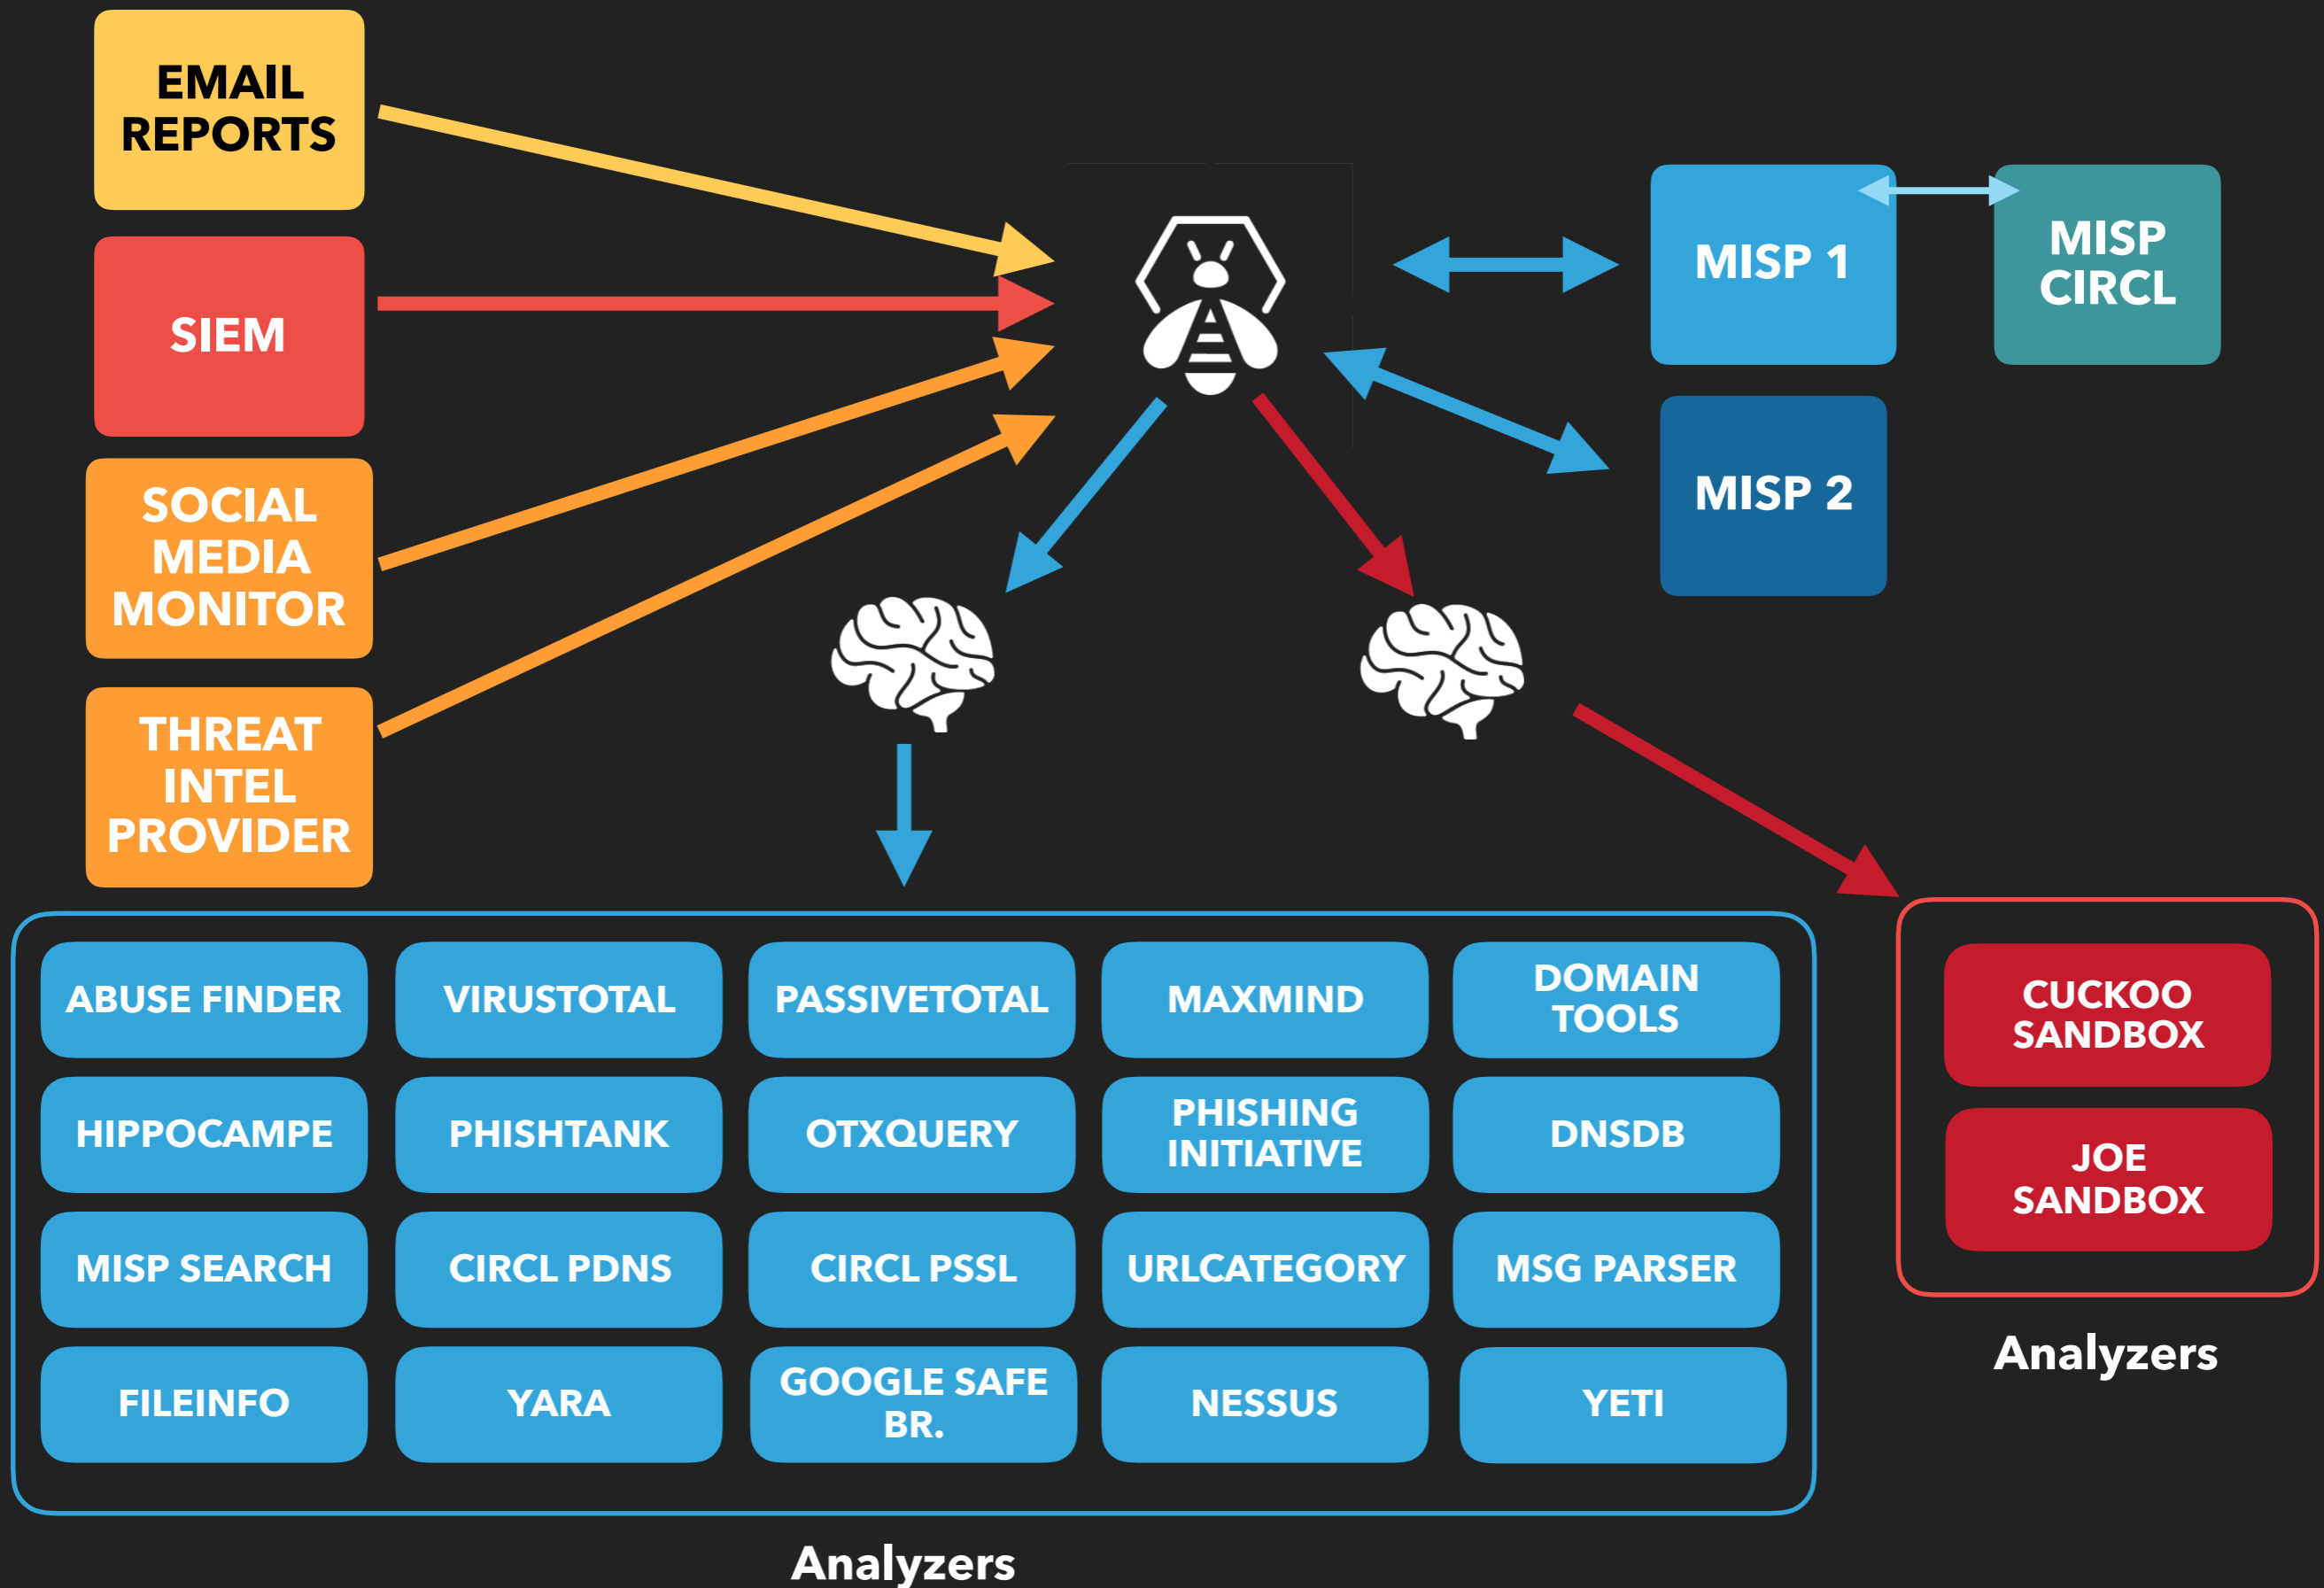 EMAIL
REPORTS
SIEM
SOCIAL
MEDIA
MONITOR
THREAT
INTEL
PROVIDER
MISP 1
MISP
CIRCL
MISP 2
ABUSE FINDER
VIRUSTOTAL
PASSIVETOTAL
MAXMIND
DOMAIN
TOOLS
HIPPOCAMPE
PHISHTANK
OTXQUERY
PHISHING
INITIATIVE
DNSDB
MISP SEARCH
CIRCL PDNS
CIRCL PSSL
URLCATEGORY
MSG PARSER
FILEINFO
YARA
GOOGLE SAFE
BR.
NESSUS
YETI
Analyzers
CUCKOO
SANDBOX
JOE
SANDBOX
Analyzers